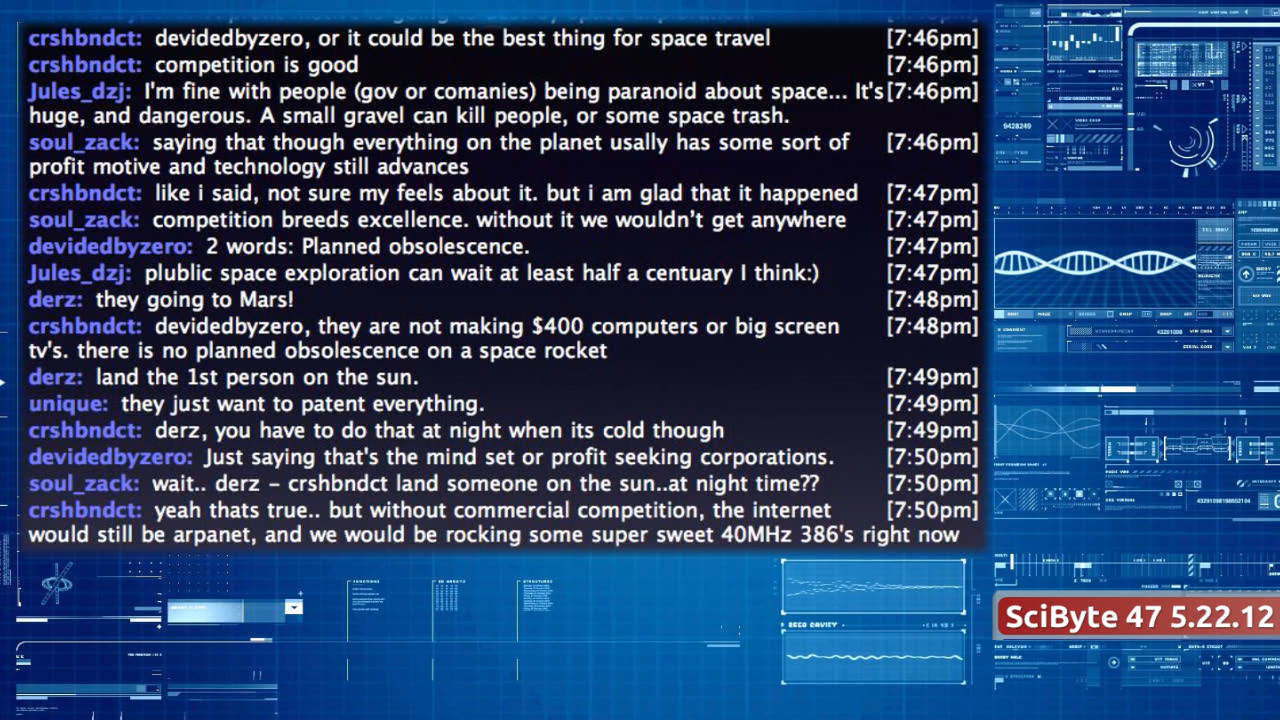 crshbndct: devidedbyzero, or it could be the best thing for space travel [7:46pm]
crshbndct: competition is good [7:46pm]
Jules_dzj: I'm fine with people (gov or comanies) being paranoid about space... It's [7:46pm]
huge, and dangerous. A small gravel can kill people, or some space trash.
soul_zack: saying that though everything on the planet usally has some sort of [7:46pm]
profit motive and technology still advances
crshbndct: like i said, not sure my feels about it. but i am glad that it happened [7:47pm]
soul_zack: competition breeds excellence. without it we wouldn't get anywhere [7:47pm]
devidedbyzero: 2 words: Planned obsolescence. [7:47pm]
Jules_dzj: plublic space exploration can wait at least half a centuary I think:) [7:47pm]
derz: they going to Mars! [7:48pm]
crshbndct: devidedbyzero, they are not making $400 computers or big screen [7:48pm]
tv's. there is no planned obsolescence on a space rocket
derz: land the 1st person on the sun. [7:49pm]
unique: they just want to patent everything. [7:49pm]
crshbndct: derz, you have to do that at night when its cold though [7:49pm]
devidedbyzero: Just saying that's the mind set or profit seeking corporations. [7:50pm]
soul_zack: wait.. derz – crshbndct land someone on the sun..at night time?? [7:50pm]
crshbndct: yeah thats true.. but wihout commercial competition, the internet [7:50pm]
would still be arpanet, and we would be rocking some super sweet 40MHz 386's right now
9428249
SciByte 47 5.22.12